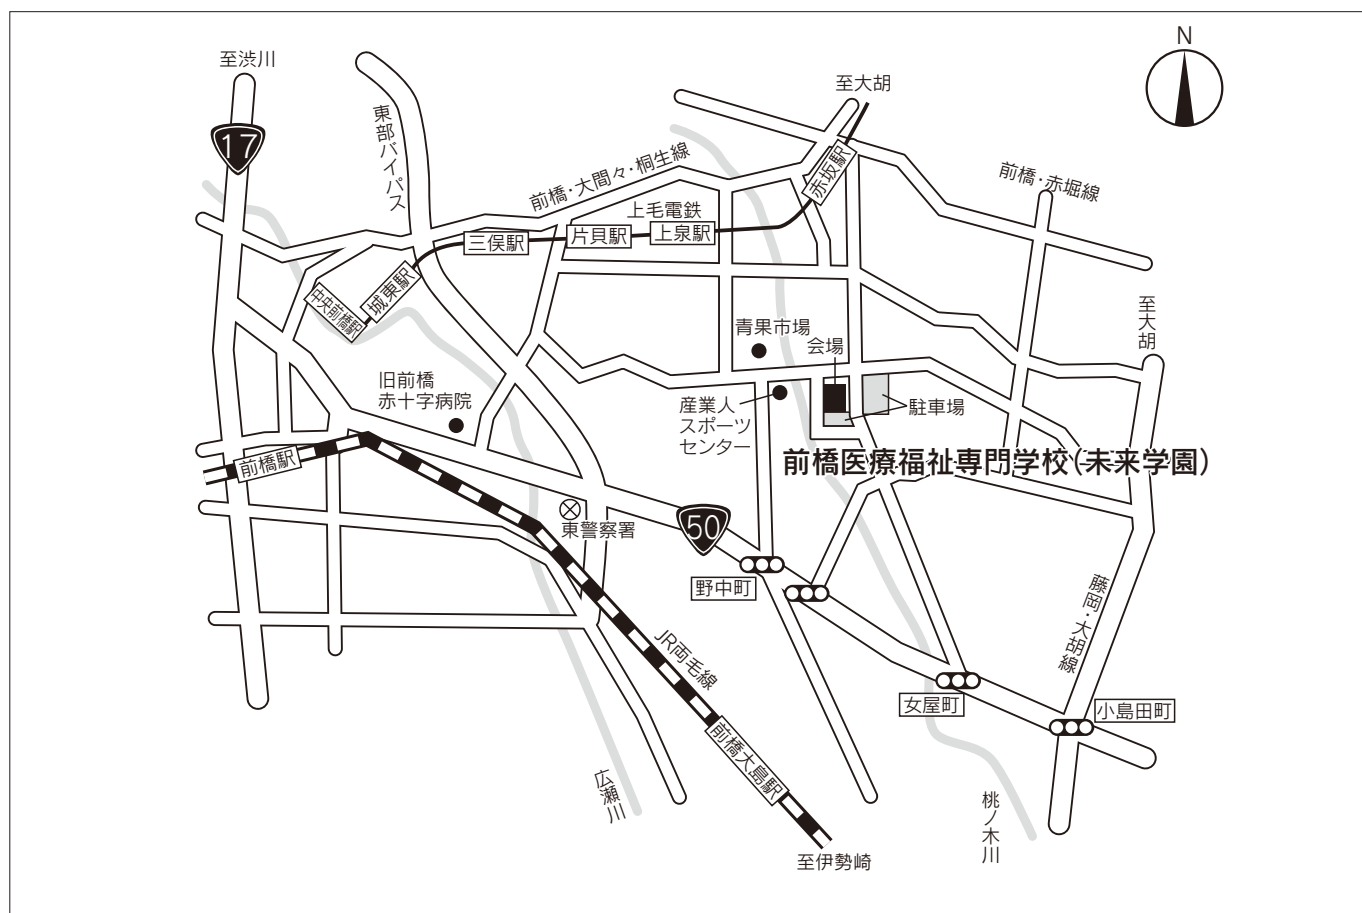 N
至渋川
至大胡
17
東部バイパス
前橋・大間々・桐生線
赤坂駅
前橋・赤堀線
上毛電鉄
三俣駅
片貝駅
上泉駅
城東駅
中央前橋駅
至大胡
青果市場
会場
旧前橋
赤十字病院
産業人
スポーツ
センター
駐車場
前橋駅
前橋医療福祉専門学校(未来学園)
東警察署
50
野中町
藤岡・大胡線
JR両毛線
女屋町
小島田町
前橋大島駅
広瀬川
桃ノ木川
至伊勢崎